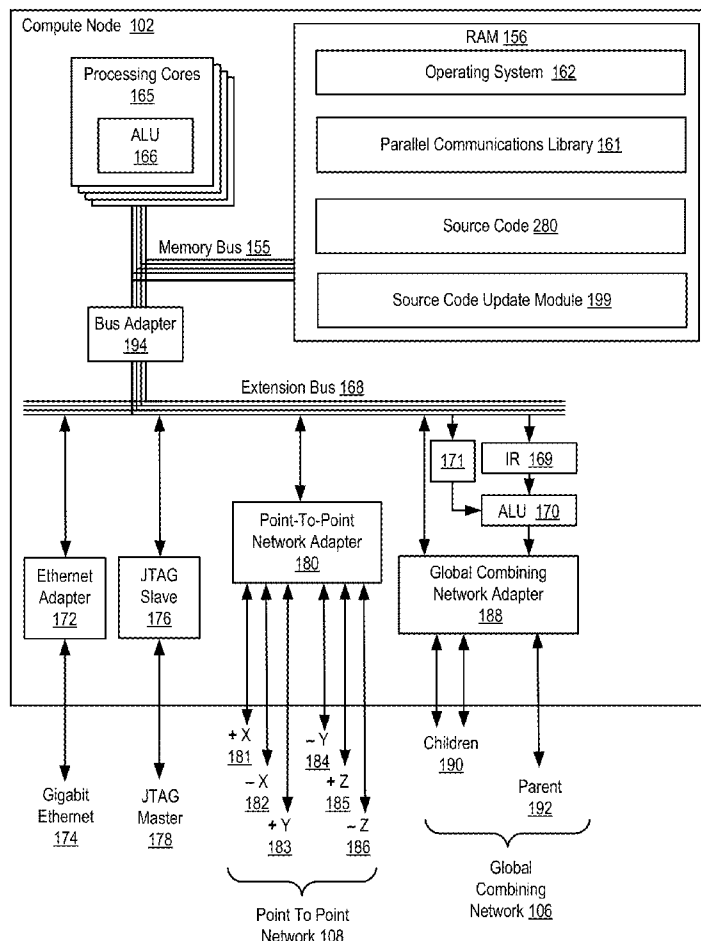 Compute Node 102
RAM 156
Processing Cores
165
ALU
166
Operating System 162
Parallel Communications Library 161
Source Code 280
Source Code Update Module 199
Memory Bus 155
Bus Adapter
194
Extension Bus 168
171
IR 169
ALU 170
Point-To-Point
Network Adapter
180
Ethernet
Adapter
172
JTAG
Slave
176
Global Combining
Network Adapter
188
+ X
181
– X
182
+ Y
183
~ Y
184
+ Z
185
~ Z
186
Children
190
Parent
192
Gigabit
Ethernet
174
JTAG
Master
178
Point To Point
Network 108
Global
Combining
Network 106